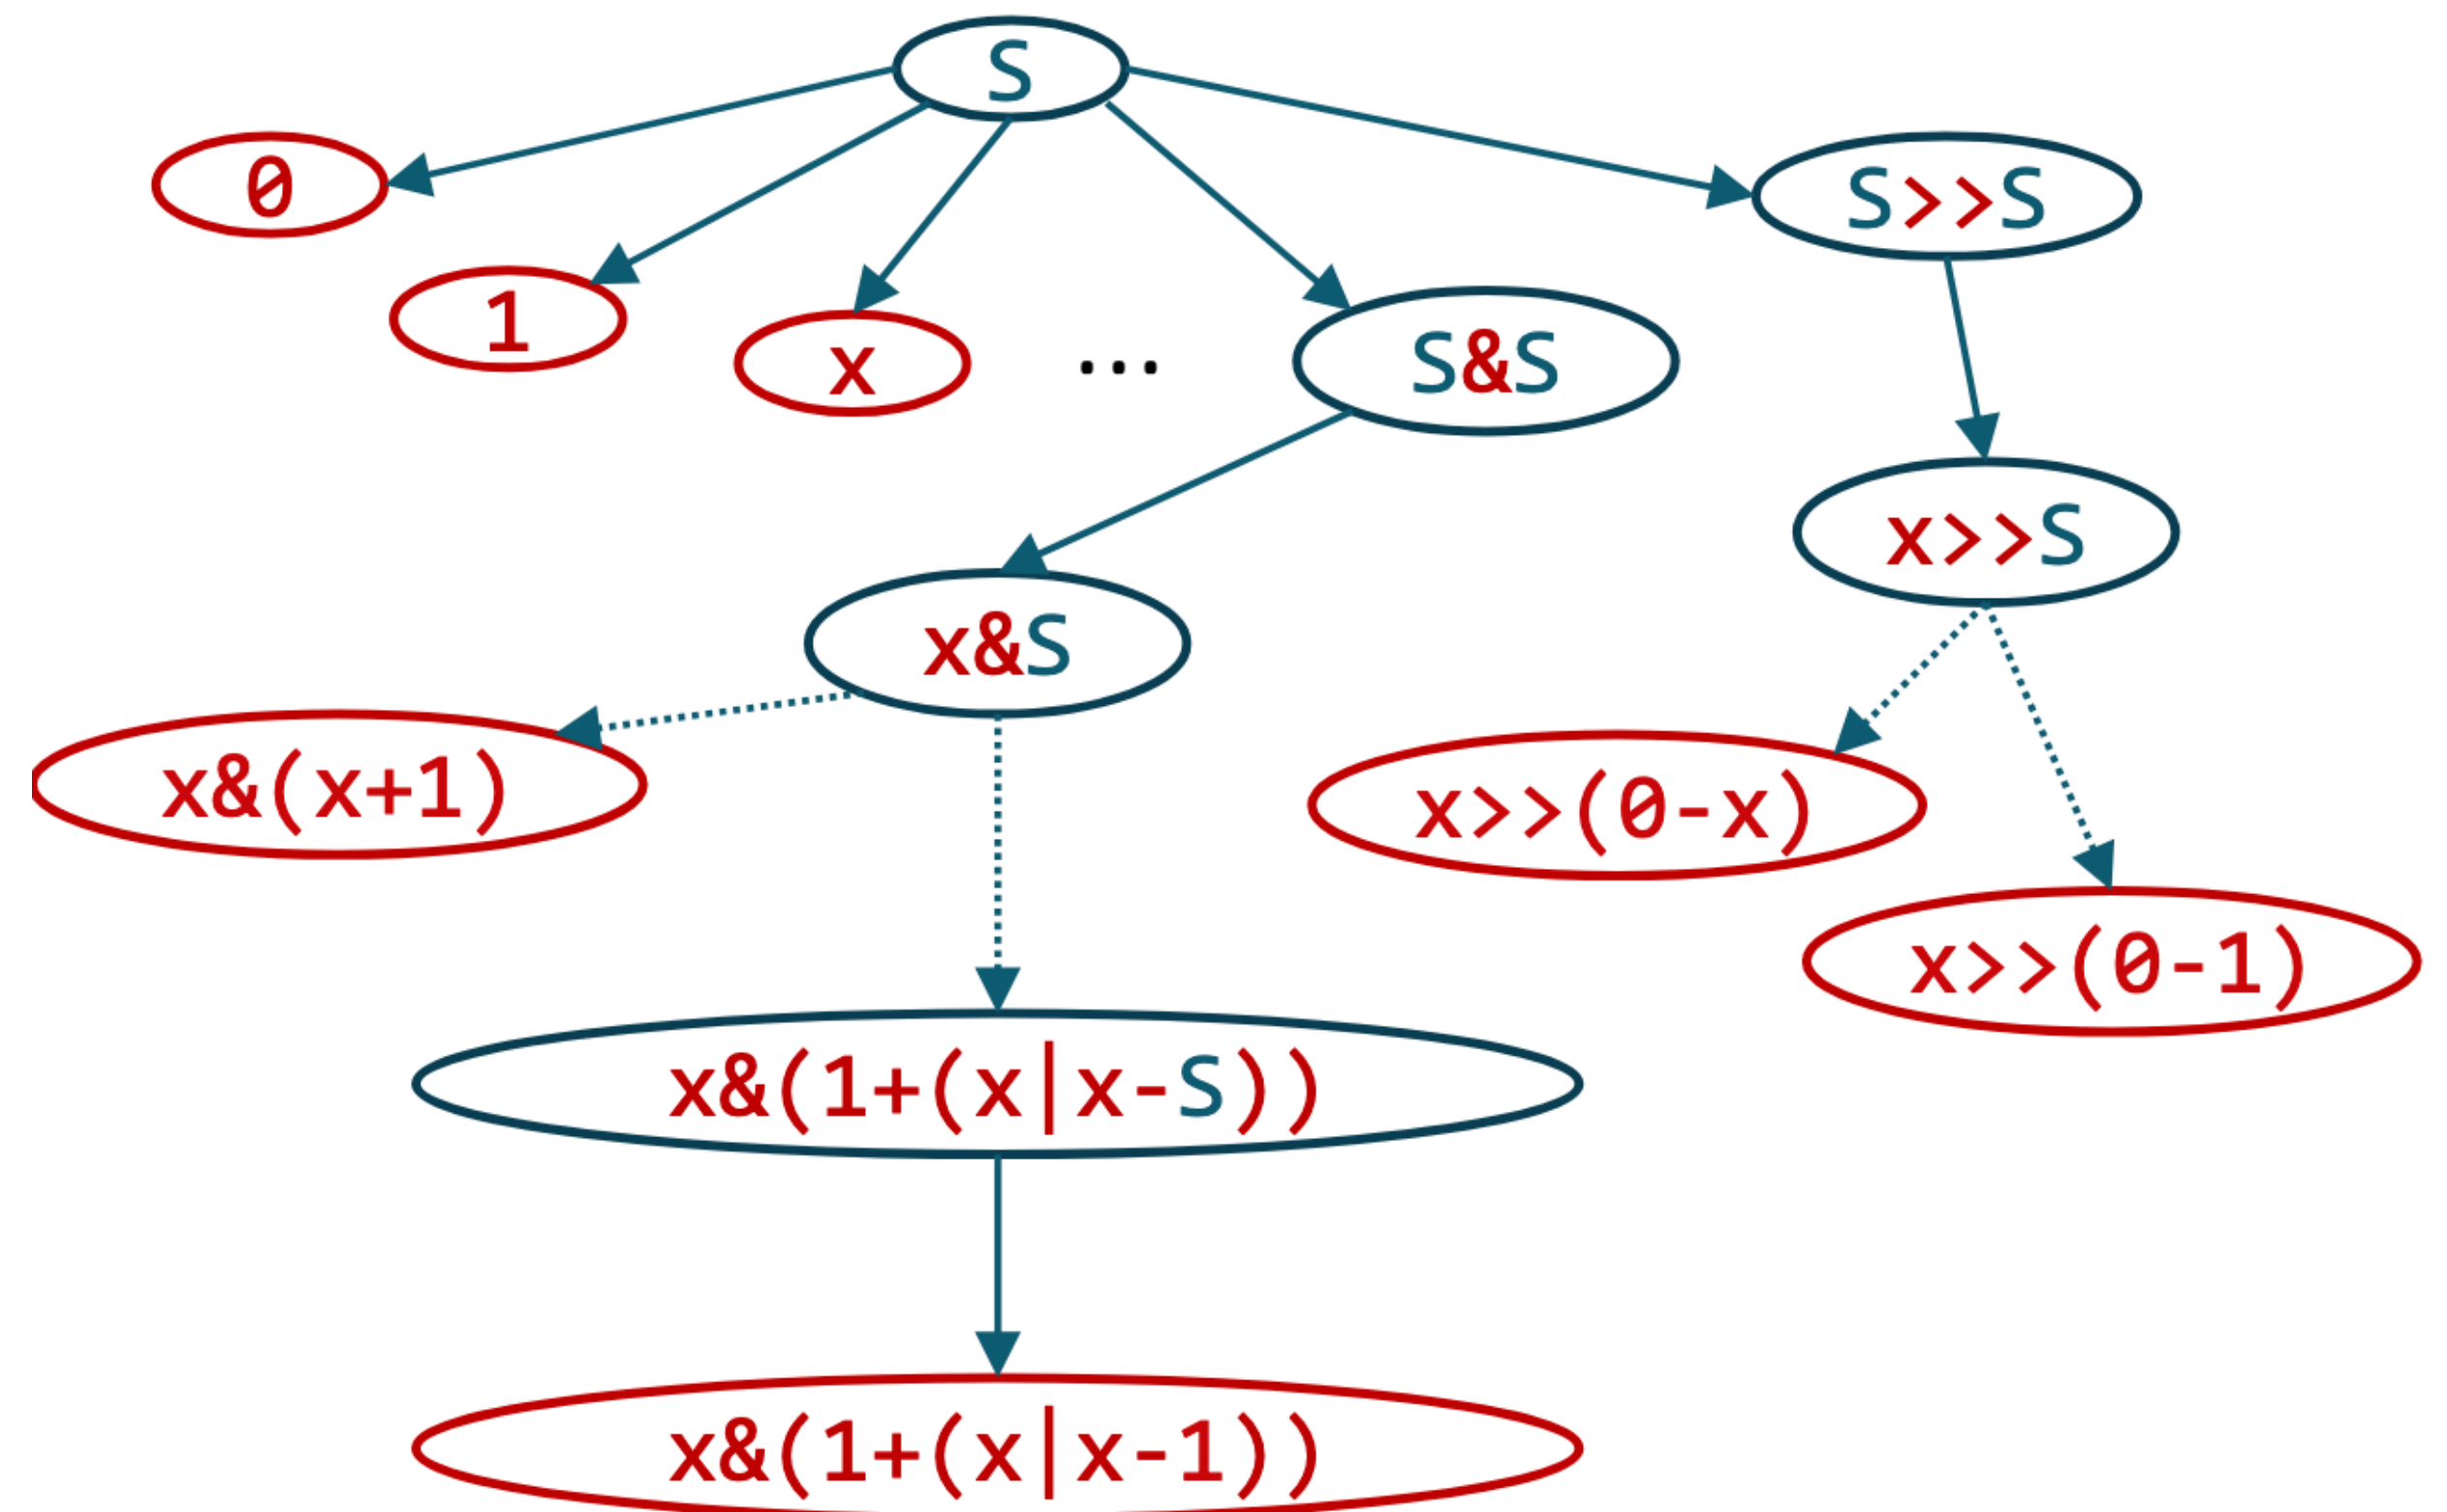 S
0
S>>S
1
x
...
S&S
x>>S
x&S
x&(x+1)
x>>(0-x)
x>>(0-1)
x&(1+(x|x-S))
x&(1+(x|x-1))